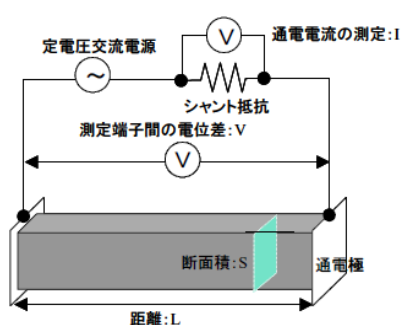 定電圧交流電源
V
通電電流の測定:I
~
シャント抵抗
測定端子間の電位差:V
V
断面積:S
通電極
距離:L